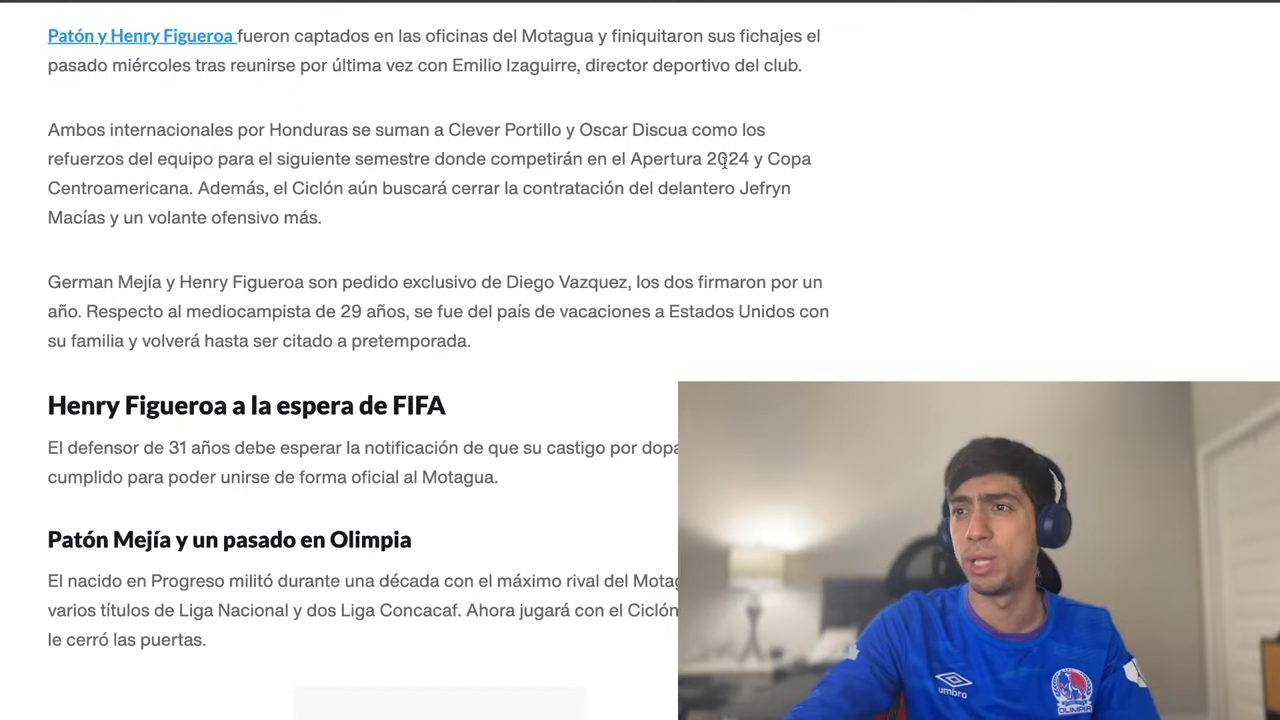 Patón y Henry Figueroa fueron captados en las oficinas del Motagua y finiquitaron sus fichajes el
pasado miércoles tras reunirse por última vez con Emilio Izaguirre, director deportivo del club.
Ambos internacionales por Honduras se suman a Clever Portillo y Oscar Discua como los
refuerzos del equipo para el siguiente semestre donde competirán en el Apertura 2024 y Copa
Centroamericana. Además, el Ciclón aún buscará cerrar la contratación del delantero Jefryn
Macías y un volante ofensivo más.
German Mejía y Henry Figueroa son pedido exclusivo de Diego Vazquez, los dos firmaron por un
año. Respecto al mediocampista de 29 años, se fue del país de vacaciones a Estados Unidos con
su familia y volverá hasta ser citado a pretemporada.
Henry Figueroa a la espera de FIFA
El defensor de 31 años debe esperar la notificación de que su castigo por dopa
cumplido para poder unirse de forma oficial al Motagua.
Patón Mejía y un pasado en Olimpia
El nacido en Progreso militó durante una década con el máximo rival del Motag
varios títulos de Liga Nacional y dos Liga Concacaf. Ahora jugará con el Ciclón
le cerró las puertas.
umbro
OLIMPIA